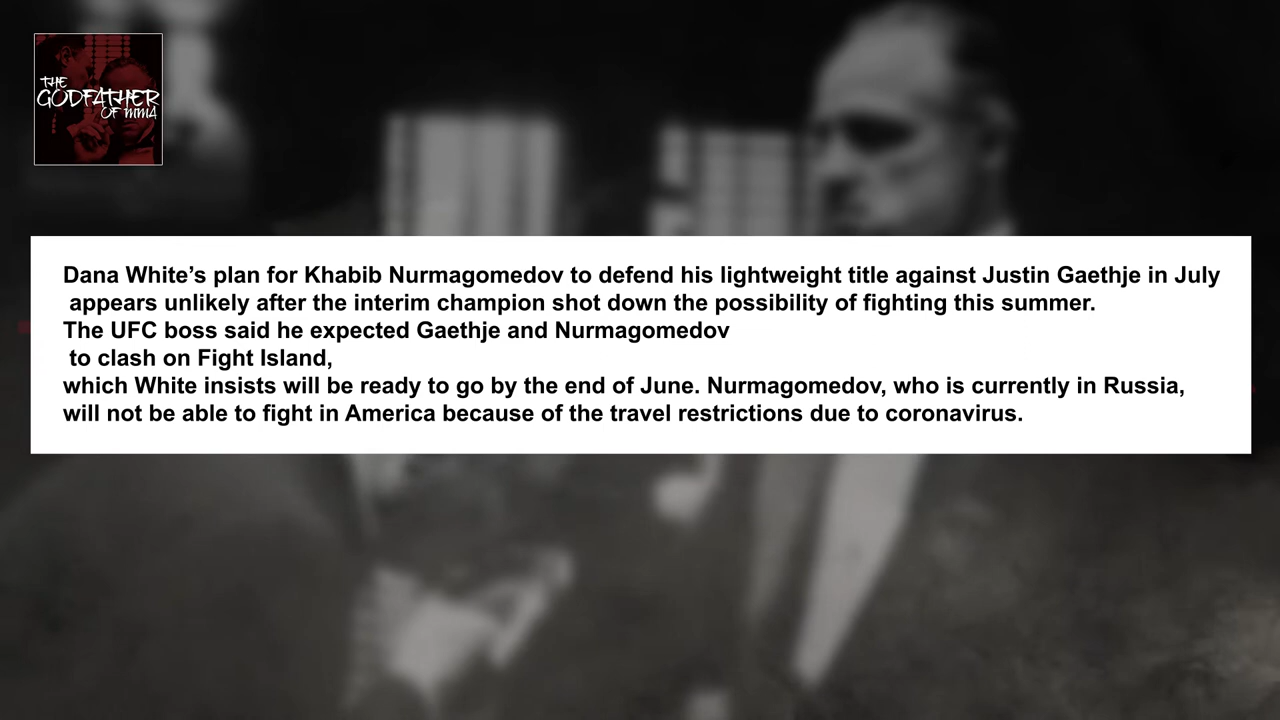 THE
GODFATHER
OF MMA
Dana White’s plan for Khabib Nurmagomedov to defend his lightweight title against Justin Gaethje in July
appears unlikely after the interim champion shot down the possibility of fighting this summer.
The UFC boss said he expected Gaethje and Nurmagomedov
to clash on Fight Island,
which White insists will be ready to go by the end of June. Nurmagomedov, who is currently in Russia,
will not be able to fight in America because of the travel restrictions due to coronavirus.